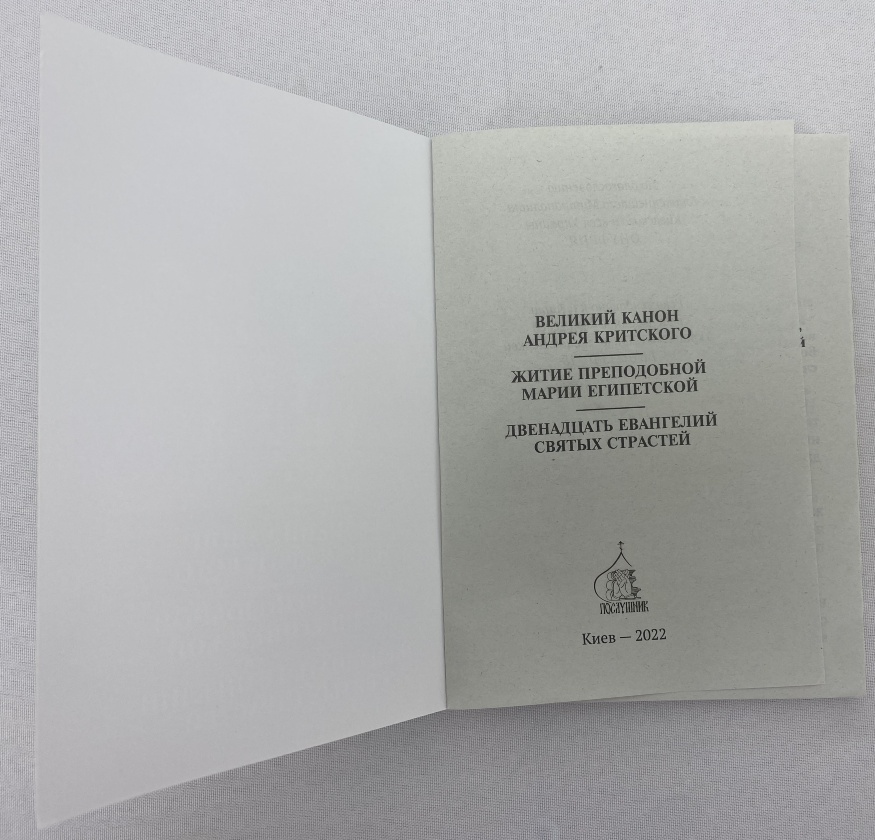 ВЕЛИКИЙ КАНОН
АНДРЕЯ КРИТСКОГО
ЖИТИЕ ПРЕПОДОБНОЙ
МАРИИ ЕГИПЕТСКОЙ
ДВЕНАДЦАТЬ ЕВАНГЕЛИЙ
СВЯТЫХ СТРАСТЕЙ
ПОСЛУШНИК
Киев — 2022